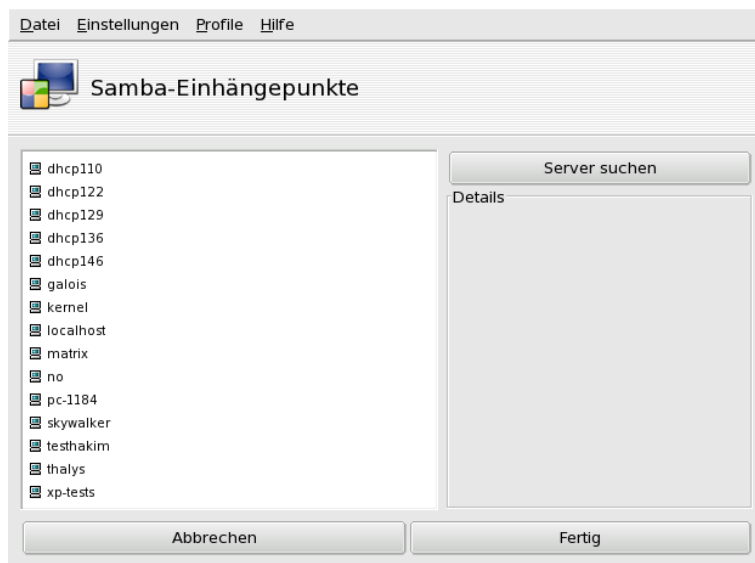 Datei Einstellungen Profile Hilfe
Samba-Einhängepunkte
dhcp110
dhcp122
dhcp129
dhcp136
dhcp146
galois
kernel
localhost
matrix
no
pc-1184
skywalker
testhakim
thalys
xp-tests
Server suchen
Details
Abbrechen Fertig